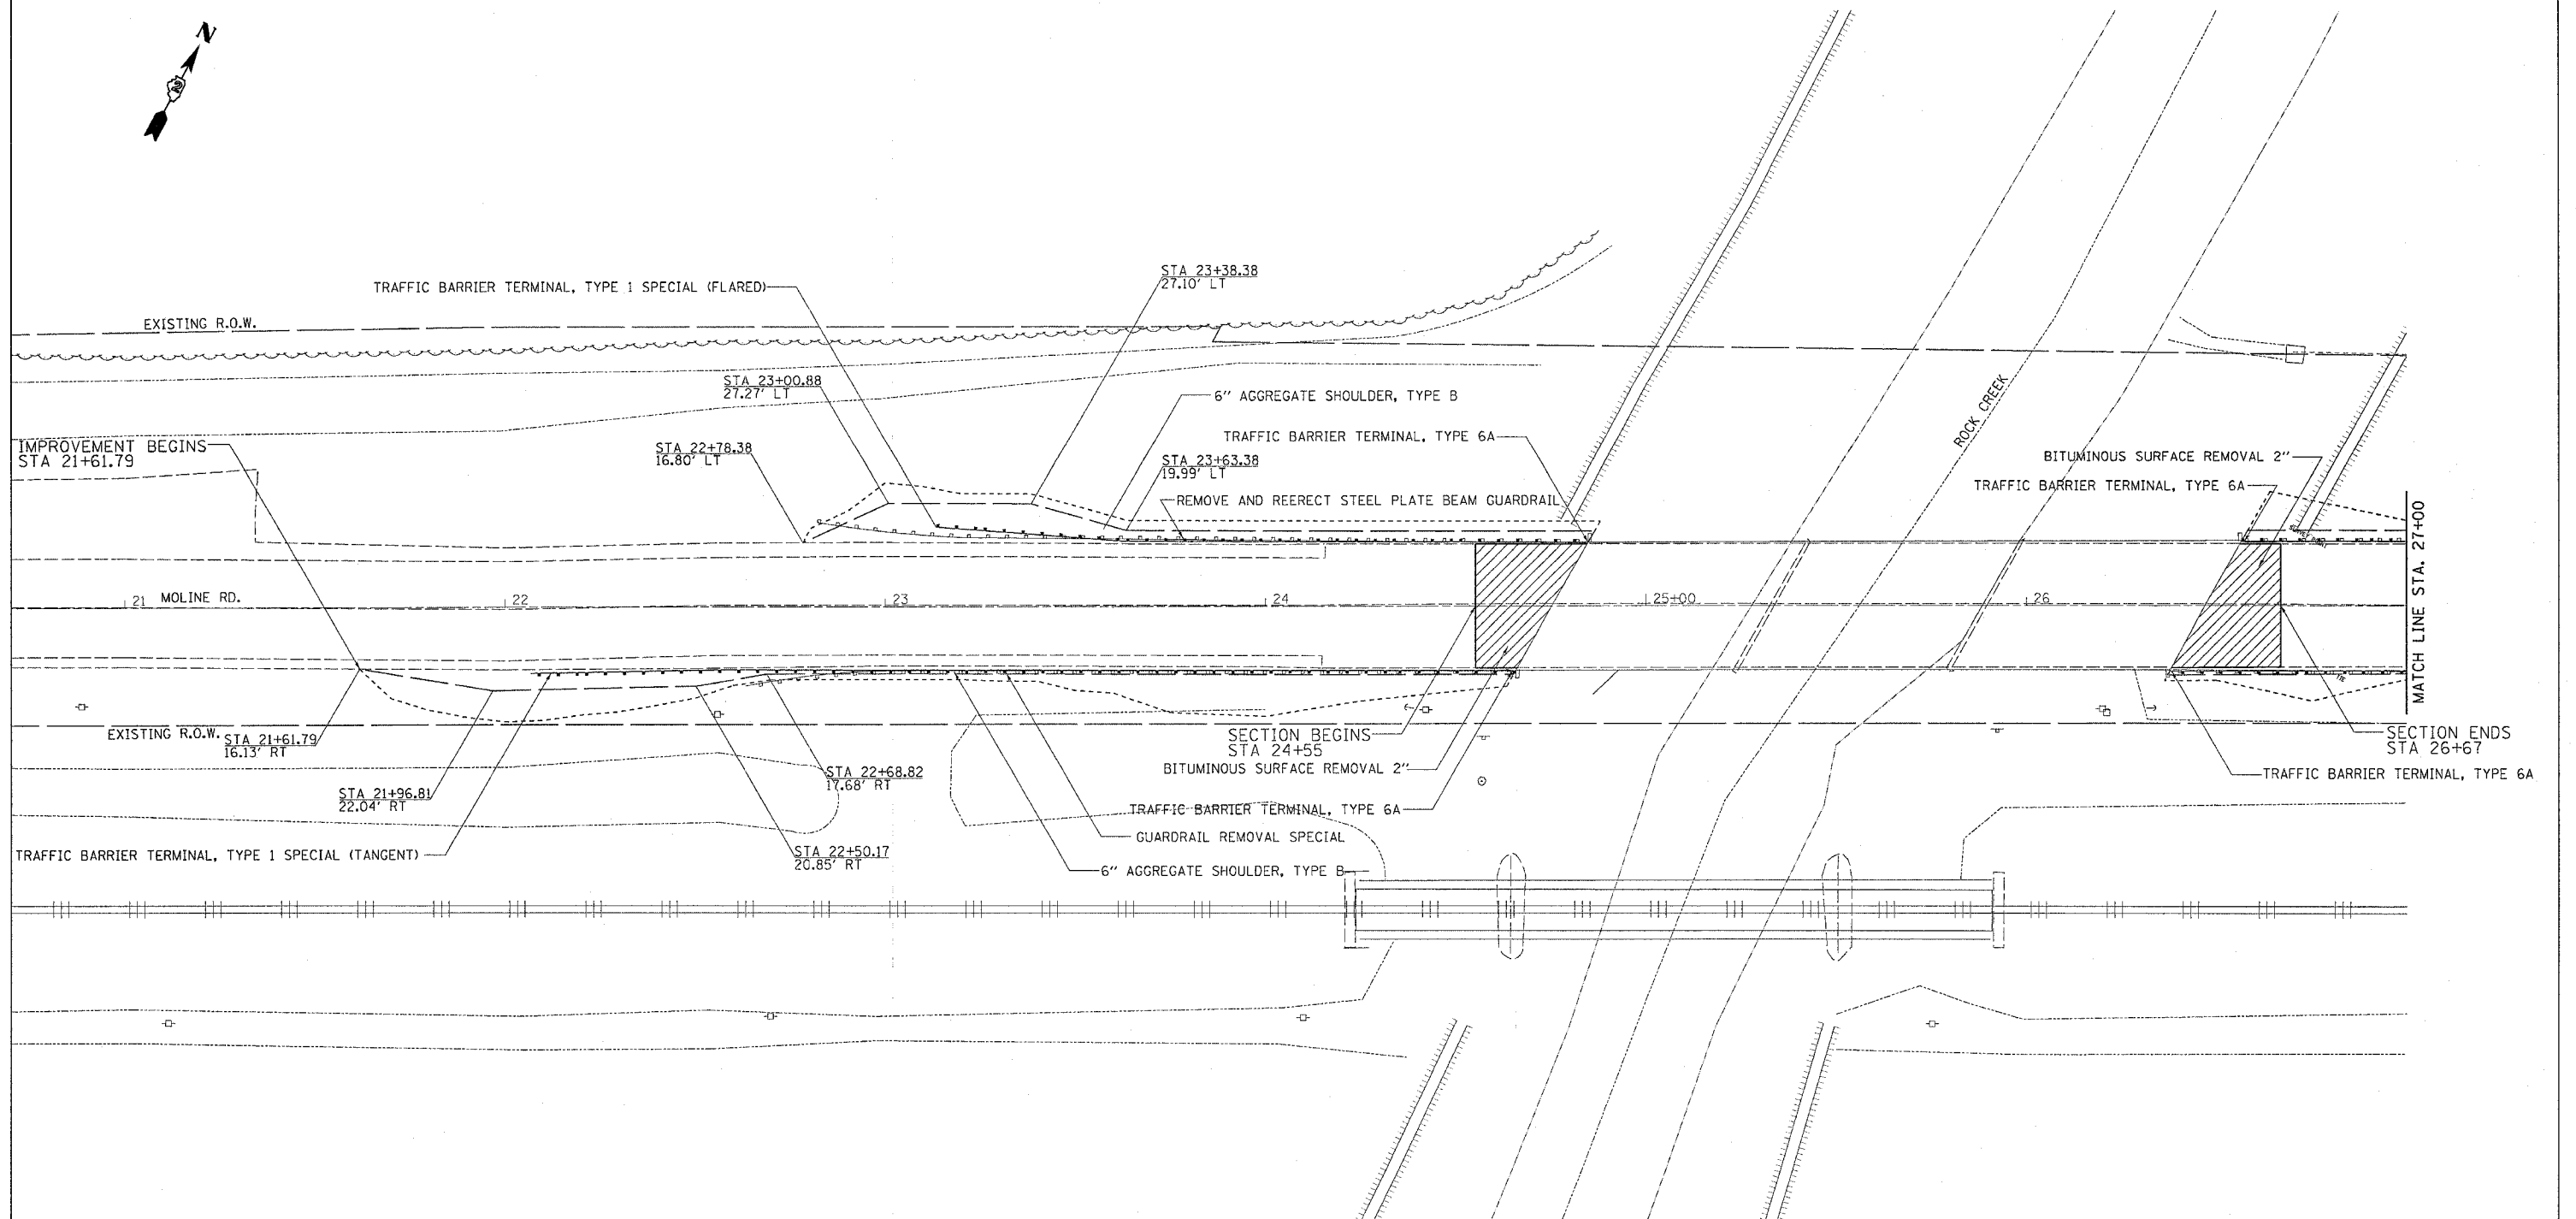 N
2
STA 23+38.38
27.10' LT
TRAFFIC BARRIER TERMINAL, TYPE 1 SPECIAL (FLARED)
EXISTING R.O.W.
STA 23+00.88
27.27' LT
6" AGGREGATE SHOULDER, TYPE B
ROCK CREEK
IMPROVEMENT BEGINS
STA 21+61.79
STA 22+78.38
16.80' LT
TRAFFIC BARRIER TERMINAL, TYPE 6A
STA 23+63.38
19.99' LT
REMOVE AND REERECT STEEL PLATE BEAM GUARDRAIL
BITUMINOUS SURFACE REMOVAL 2"
TRAFFIC BARRIER TERMINAL, TYPE 6A
MATCH LINE STA. 27+00
21
MOLINE RD.
22
23
24
25+00
26
EXISTING R.O.W.
STA 21+61.79
16.13' RT
SECTION BEGINS
STA 24+55
SECTION ENDS
STA 26+67
BITUMINOUS SURFACE REMOVAL 2"
TRAFFIC BARRIER TERMINAL, TYPE 6A
STA 22+68.82
17.68' RT
STA 21+96.81
22.04' RT
TRAFFIC BARRIER TERMINAL, TYPE 6A
GUARDRAIL REMOVAL SPECIAL
TRAFFIC BARRIER TERMINAL, TYPE 1 SPECIAL (TANGENT)
STA 22+50.17
20.85' RT
6" AGGREGATE SHOULDER, TYPE B